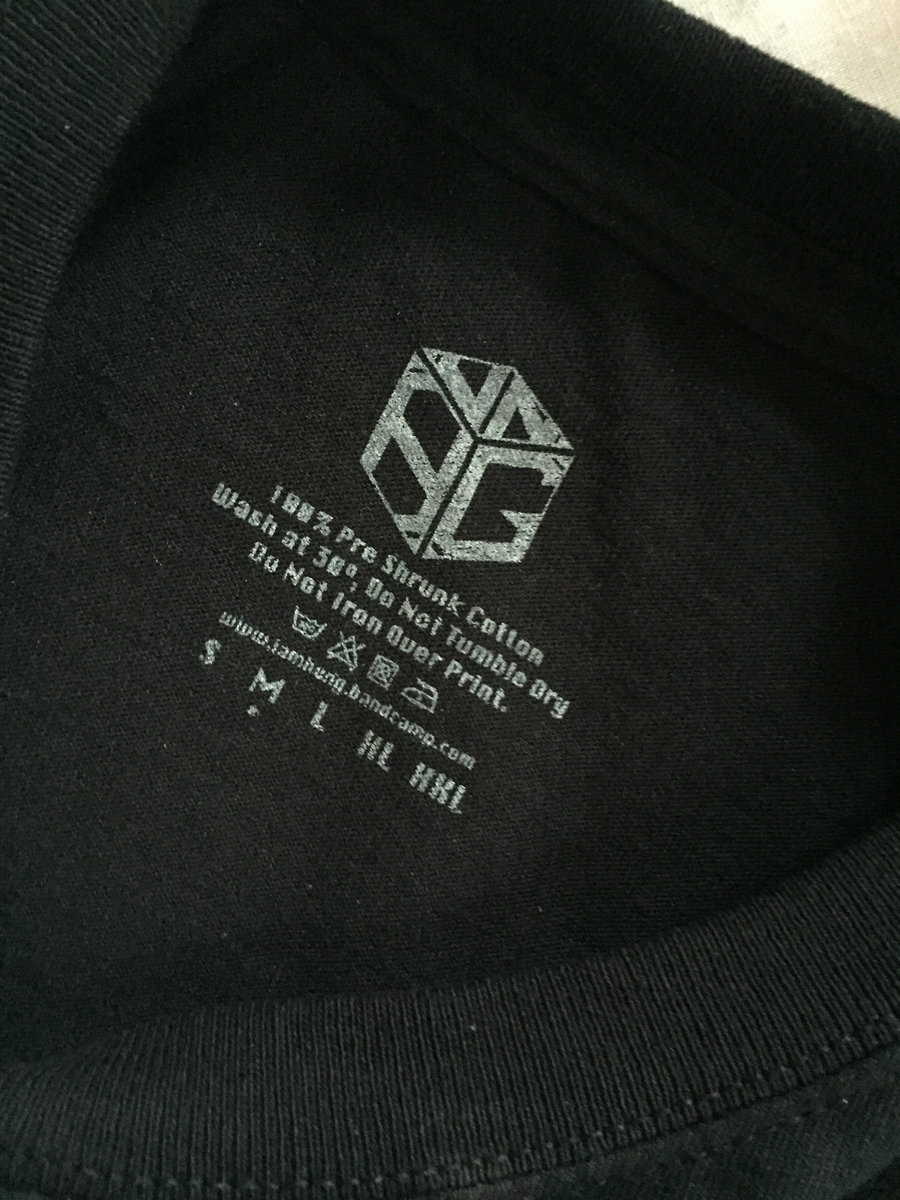 100% Pre Shrunk Cotton
Wash at 30º, Do Not Tumble Dry
Do Not Iron Over Print.
www.iamheng.bandcamp.com
S M L XL XXL